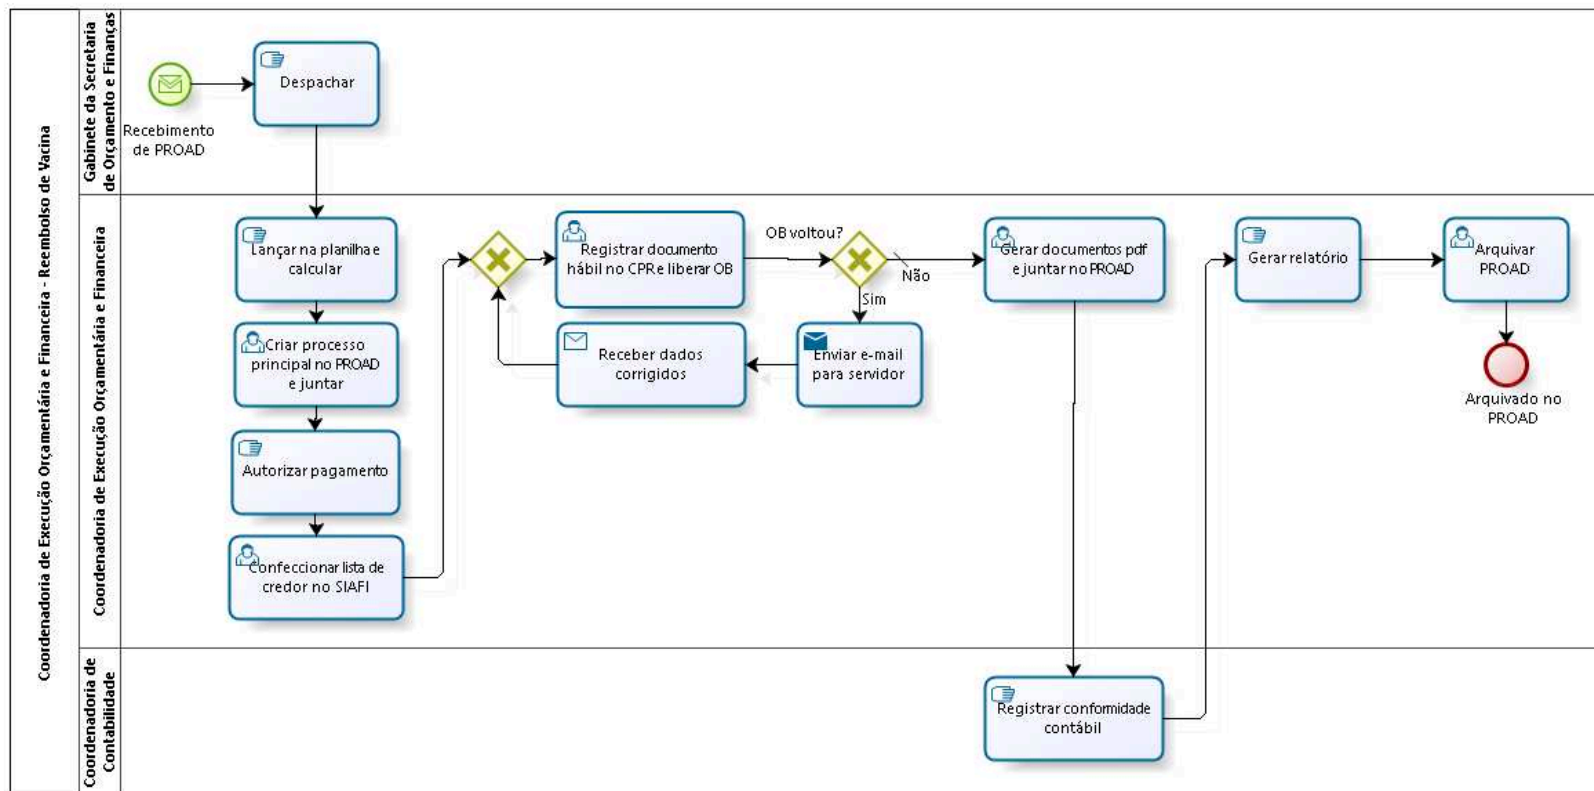 Coordenadoria de Execução Orçamentária e Financeira - Reembolso de Vacina
Gabinete da Secretaria
de Orçamento e Finanças
Recebimento
de PROAD
Despachar
Coordenadoria de Execução Orçamentária e Financeira
Lançar na planilha e
calcular
Criar processo
principal no PROAD
e juntar
Autorizar pagamento
Confeccionar lista de
credor no SIAFI
Registrar documento
hábil no CPR e liberar OB
OB voltou?
Não
Sim
Enviar e-mail
para servidor
Receber dados
corrigidos
Gerar documentos pdf
e juntar no PROAD
Gerar relatório
Arquivar
PROAD
Arquivado no
PROAD
Coordenadoria de
Contabilidade
Registrar conformidade
contábil